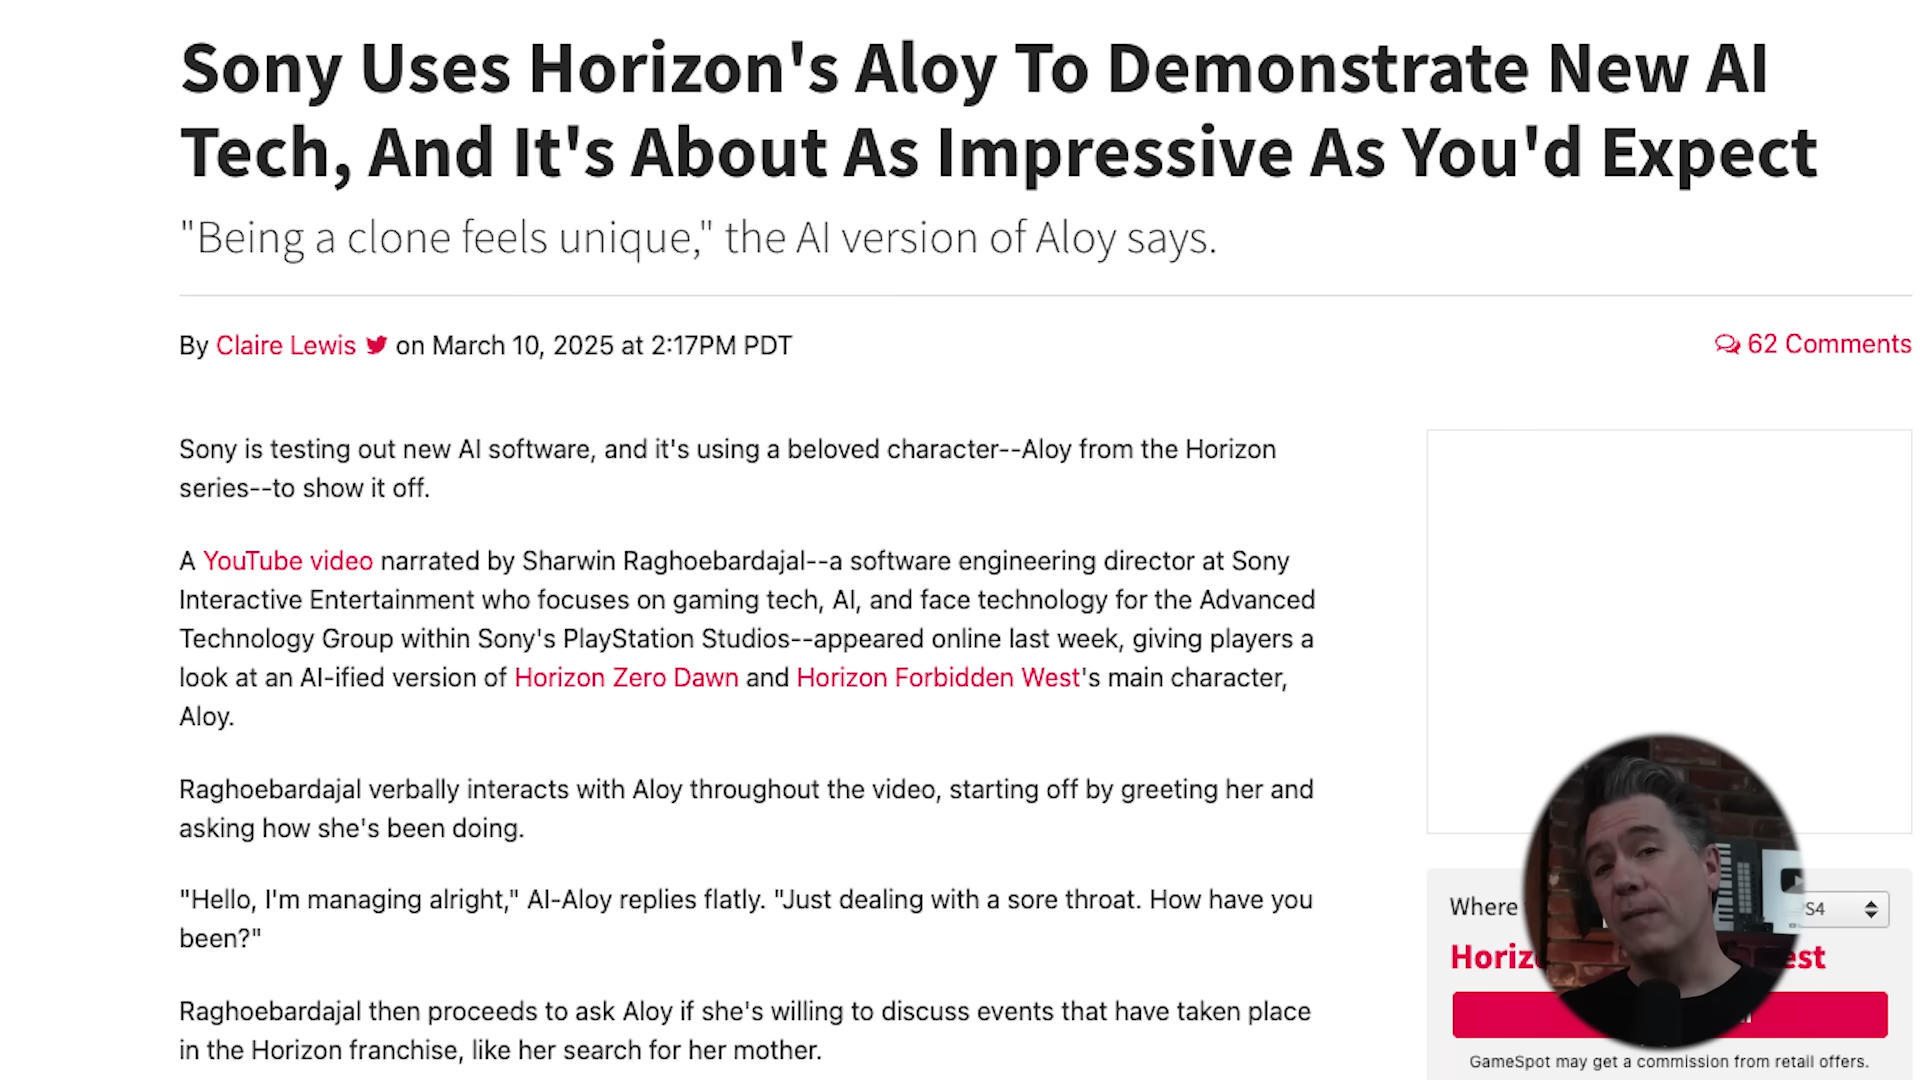 Sony Uses Horizon's Aloy To Demonstrate New AI
Tech, And It's About As Impressive As You'd Expect
"Being a clone feels unique," the AI version of Aloy says.
By Claire Lewis on March 10, 2025 at 2:17PM PDT
62 Comments
Sony is testing out new AI software, and it's using a beloved character--Aloy from the Horizon
series--to show it off.
A YouTube video narrated by Sharwin Raghoebardajal--a software engineering director at Sony
Interactive Entertainment who focuses on gaming tech, AI, and face technology for the Advanced
Technology Group within Sony's PlayStation Studios--appeared online last week, giving players a
look at an AI-ified version of Horizon Zero Dawn and Horizon Forbidden West's main character,
Aloy.
Raghoebardajal verbally interacts with Aloy throughout the video, starting off by greeting her and
asking how she's been doing.
"Hello, I'm managing alright," AI-Aloy replies flatly. "Just dealing with a sore throat. How have you
been?"
Raghoebardajal then proceeds to ask Aloy if she's willing to discuss events that have taken place
in the Horizon franchise, like her search for her mother.
Where
GameSpot may get a commission from retail offers.